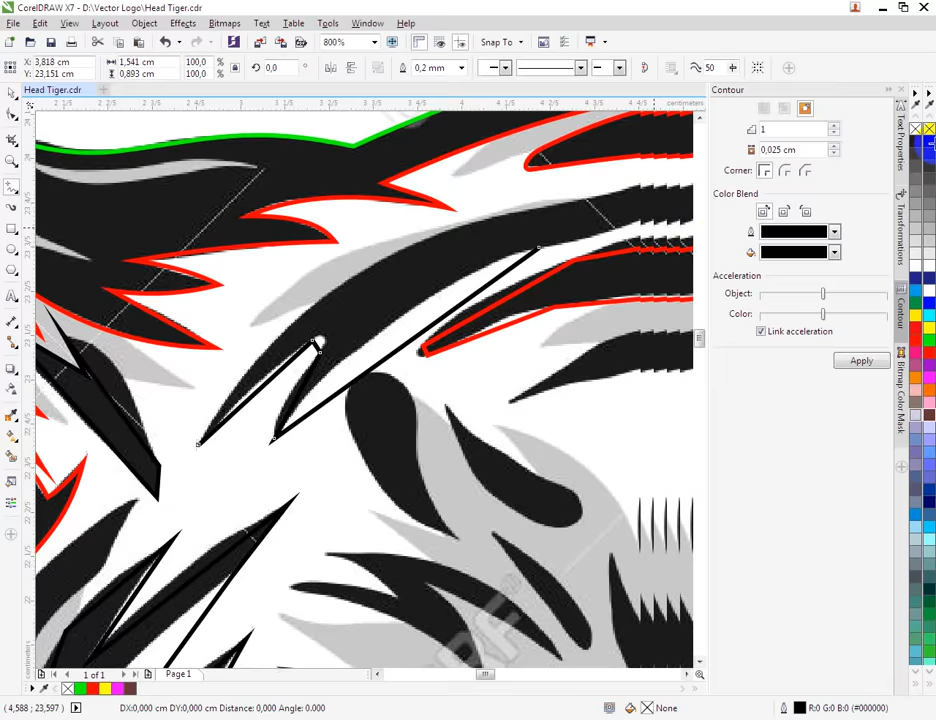 CorelDRAW X7 - D:\Vector Logo\Head Tiger.cdr
File Edit View Layout Object Effects Bitmaps Text Table Tools Window Help
800% Snap To
X: 3,818 cm 1,541 cm 100,0 % 0,0 0,2 mm 50
Y: 23,151 cm 0,893 cm 100,0 %
Head Tiger.cdr
centimeters
Contour
1
0,025 cm
Corner:
Color Blend
Acceleration
Object:
Color:
Link acceleration
Apply
Text Properties
Transformations
Contour
Bitmap Color Mask
1 of 1 Page 1
(4,588; 23,597) DX:0,000 cm DY:0,000 cm Distance: 0,000 Angle: 0.000 None R:0 G:0 B:0 (#000000)